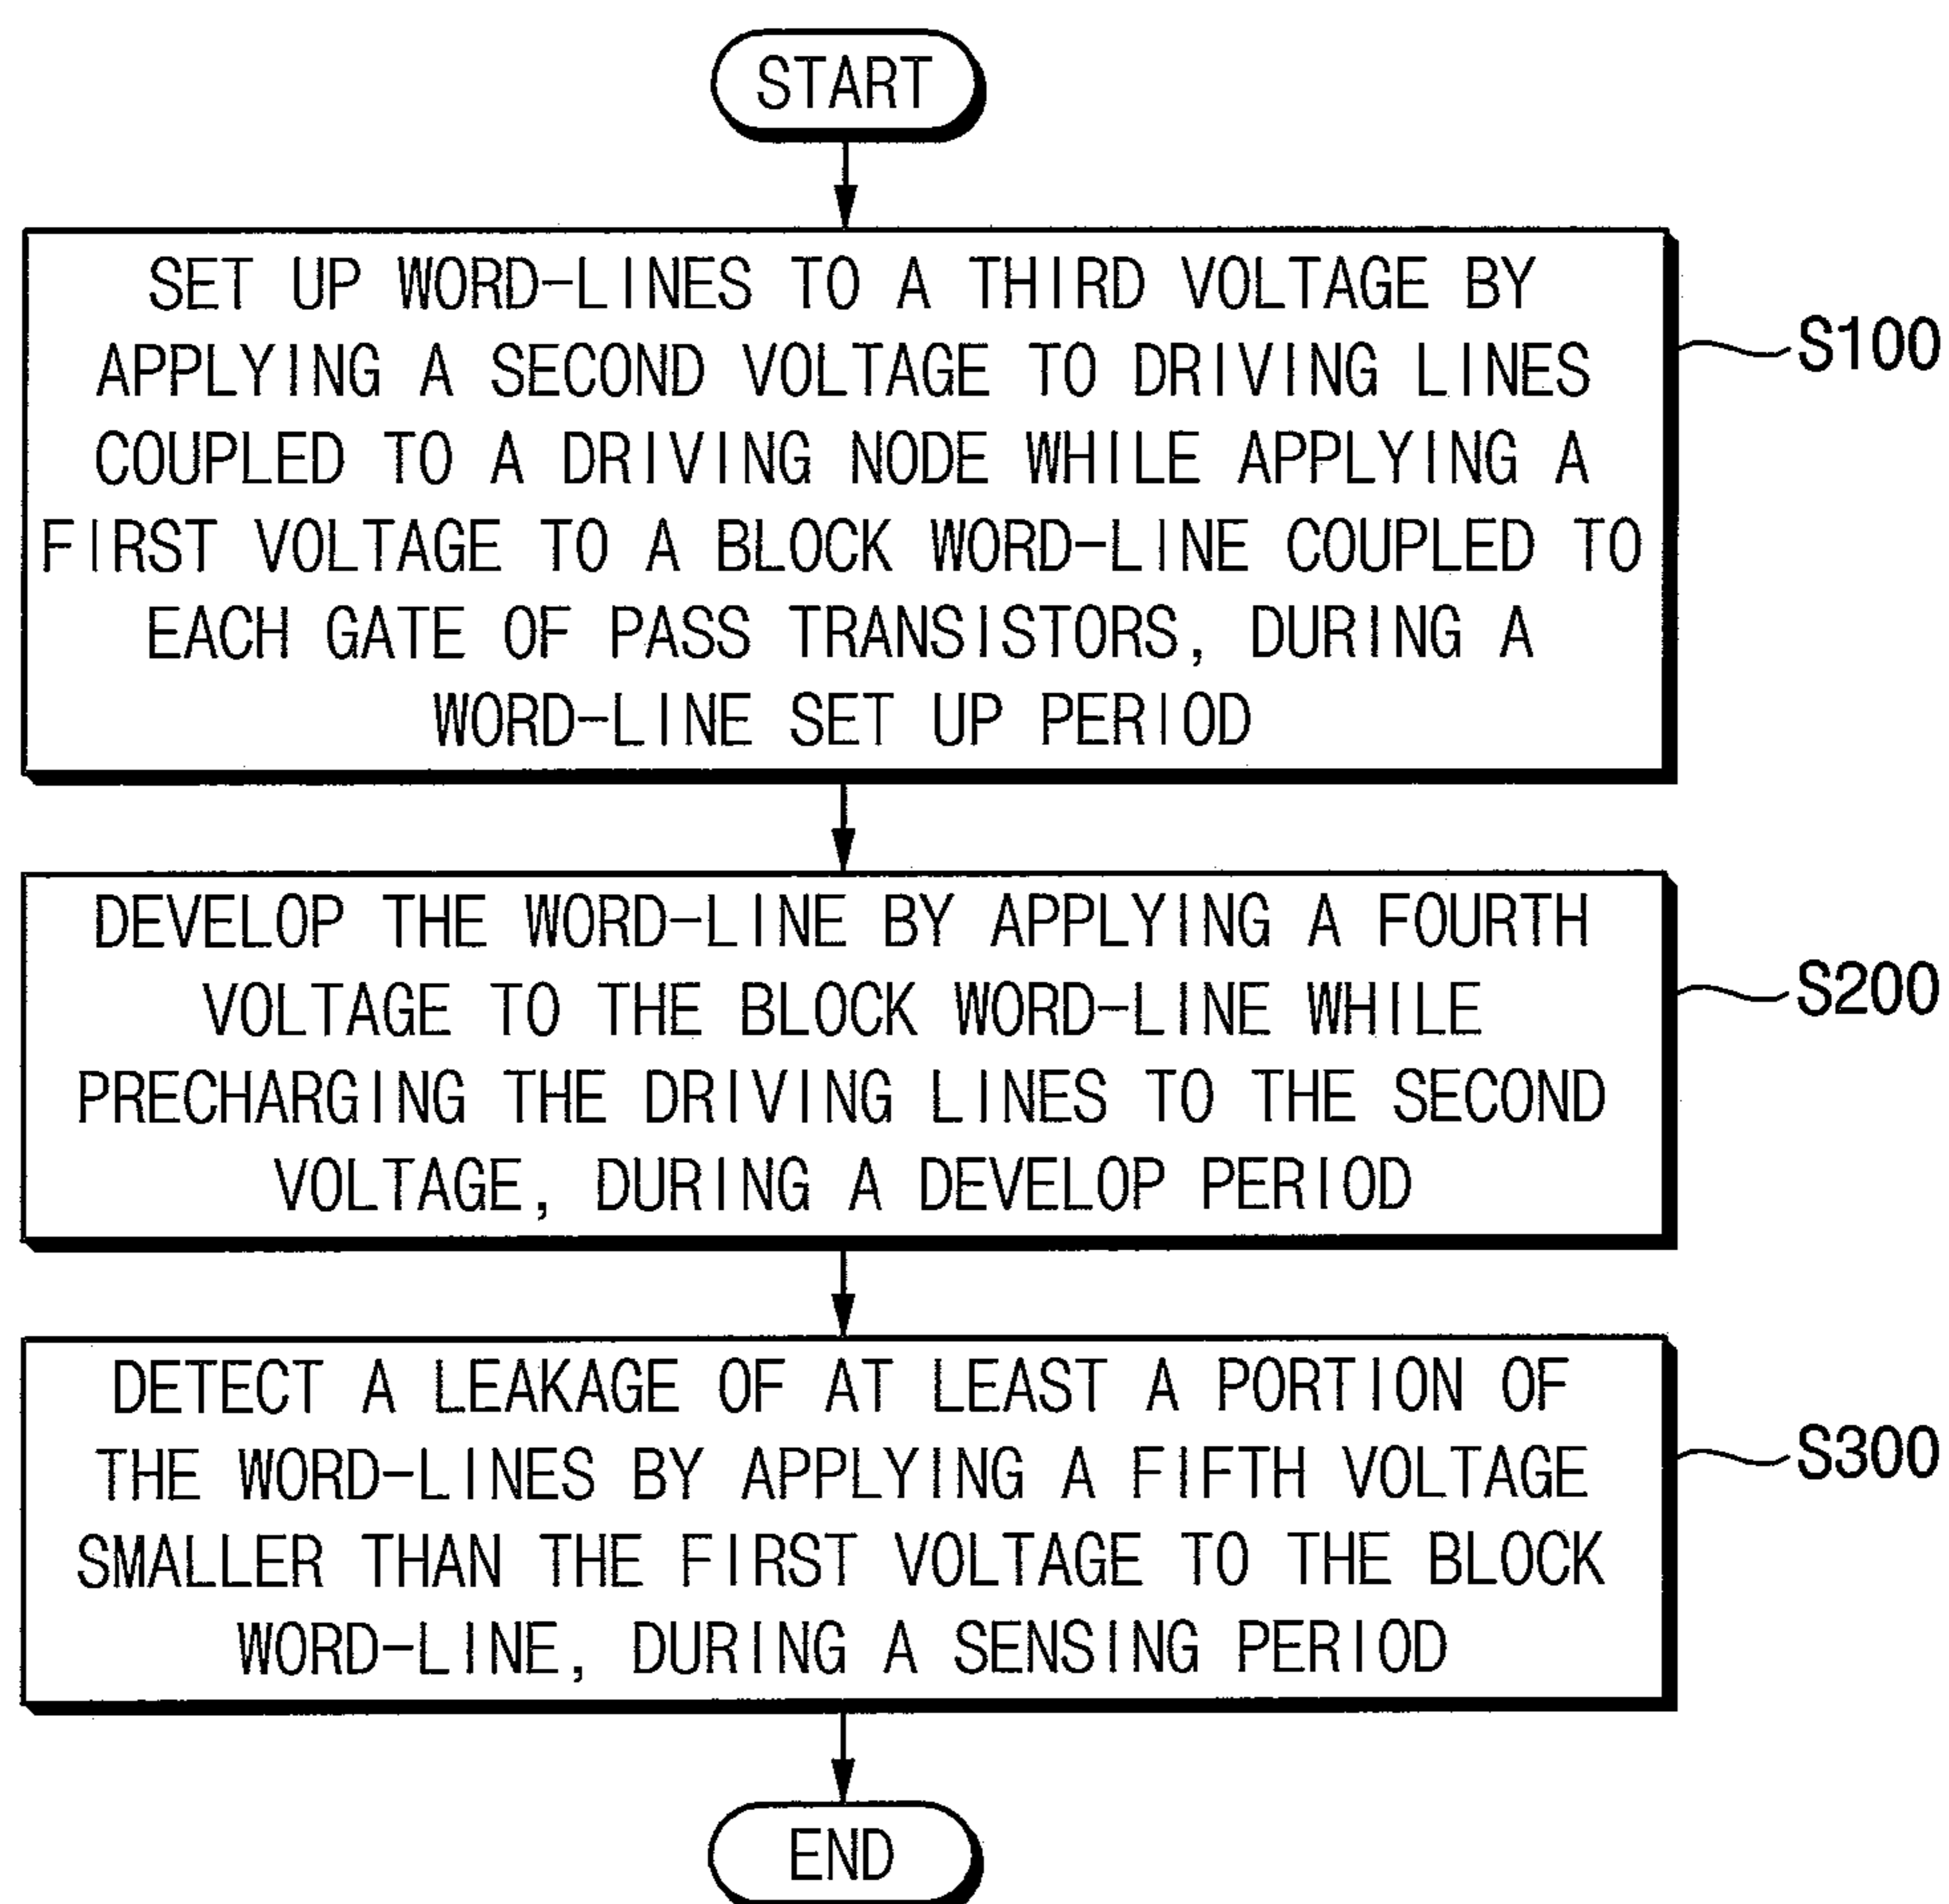 START
SET UP WORD-LINES TO A THIRD VOLTAGE BY
APPLYING A SECOND VOLTAGE TO DRIVING LINES
COUPLED TO A DRIVING NODE WHILE APPLYING A
FIRST VOLTAGE TO A BLOCK WORD-LINE COUPLED TO
EACH GATE OF PASS TRANSISTORS, DURING A
WORD-LINE SET UP PERIOD
S100
DEVELOP THE WORD-LINE BY APPLYING A FOURTH
VOLTAGE TO THE BLOCK WORD-LINE WHILE
PRECHARGING THE DRIVING LINES TO THE SECOND
VOLTAGE, DURING A DEVELOP PERIOD
S200
DETECT A LEAKAGE OF AT LEAST A PORTION OF
THE WORD-LINES BY APPLYING A FIFTH VOLTAGE
SMALLER THAN THE FIRST VOLTAGE TO THE BLOCK
WORD-LINE, DURING A SENSING PERIOD
S300
END